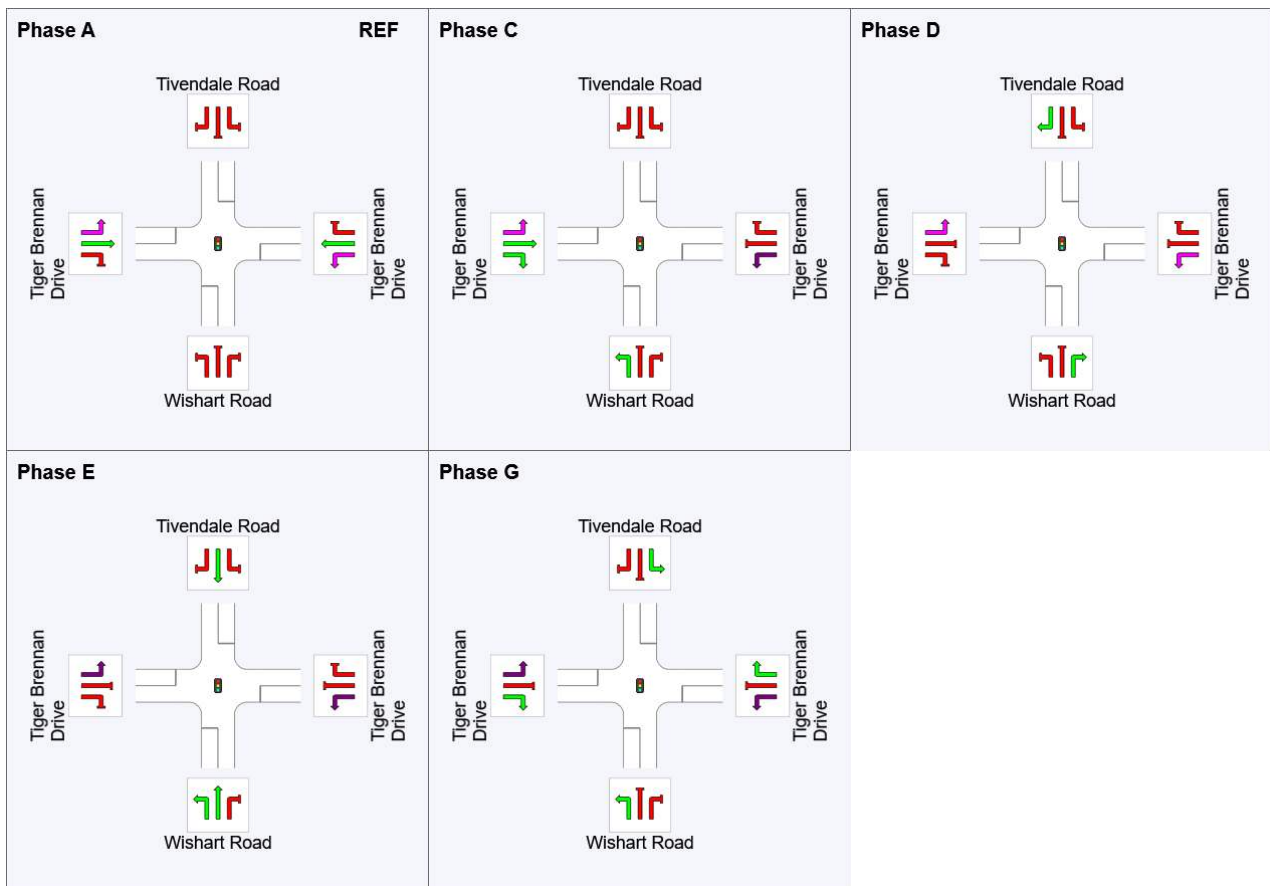 Phase A REF
Tivendale Road
Tiger Brennan
Drive
Tiger Brennan
Drive
Wishart Road
Phase C
Tivendale Road
Tiger Brennan
Drive
Tiger Brennan
Drive
Wishart Road
Phase D
Tivendale Road
Tiger Brennan
Drive
Tiger Brennan
Drive
Wishart Road
Phase E
Tivendale Road
Tiger Brennan
Drive
Tiger Brennan
Drive
Wishart Road
Phase G
Tivendale Road
Tiger Brennan
Drive
Tiger Brennan
Drive
Wishart Road